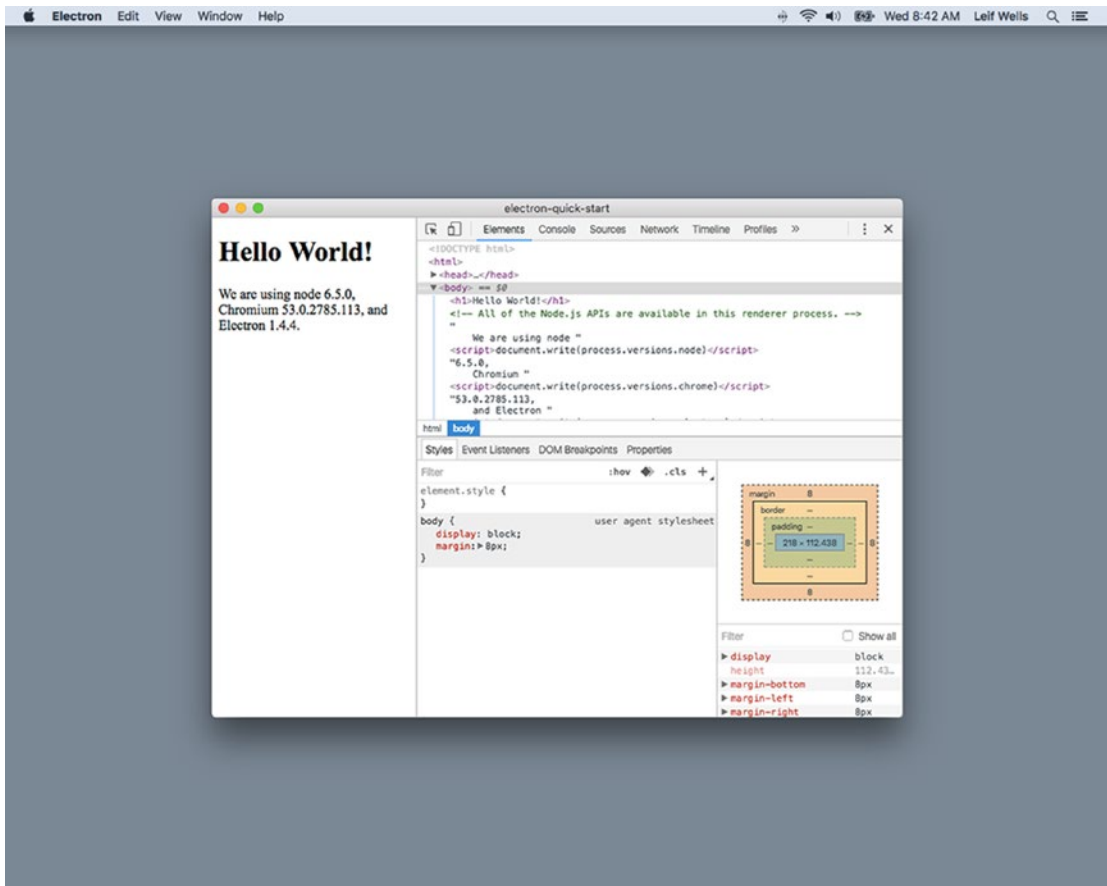 Electron Edit View Window Help Wed 8:42 AM Leif Wells
electron-quick-start
Hello World!
We are using node 6.5.0,
Chromium 53.0.2785.113, and
Electron 1.4.4.
Elements Console Sources Network Timeline Profiles »
<!DOCTYPE html>
<html>
▶<head>…</head>
▼<body> == $0
<h1>Hello World!</h1>
<!-- All of the Node.js APIs are available in this renderer process. -->
"
We are using node "
<script>document.write(process.versions.node)</script>
"6.5.0,
Chromium "
<script>document.write(process.versions.chrome)</script>
"53.0.2785.113,
and Electron "
html body
Styles Event Listeners DOM Breakpoints Properties
Filter :hov .cls +
element.style {
}
body { user agent stylesheet
display: block;
margin:▶8px;
}
margin 8
border –
padding –
8 – – 218 × 112.438 – – 8
–
–
8
Filter Show all
▶display block
height 112.43…
▶margin-bottom 8px
▶margin-left 8px
▶margin-right 8px